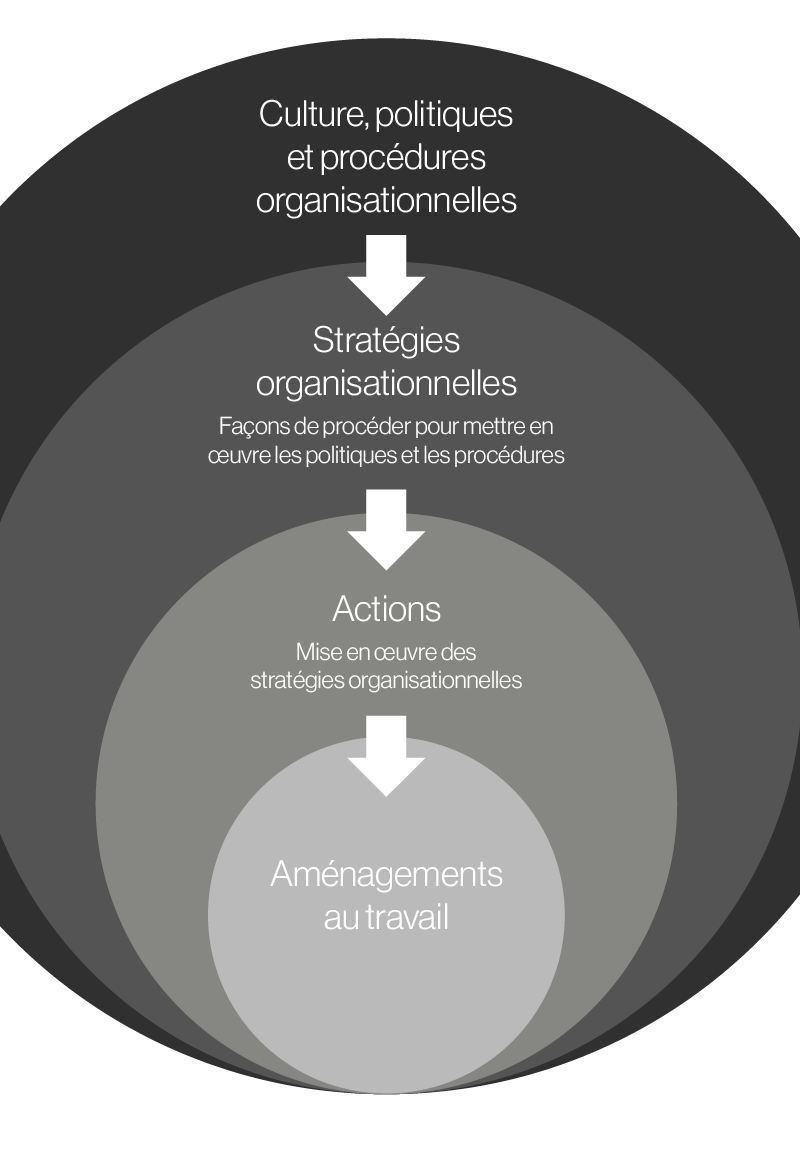 Culture, politiques
et procédures
organisationnelles
Stratégies
organisationnelles
Façons de procéder pour mettre en
œuvre les politiques et les procédures
Actions
Mise en œuvre des
stratégies organisationnelles
Aménagements
au travail